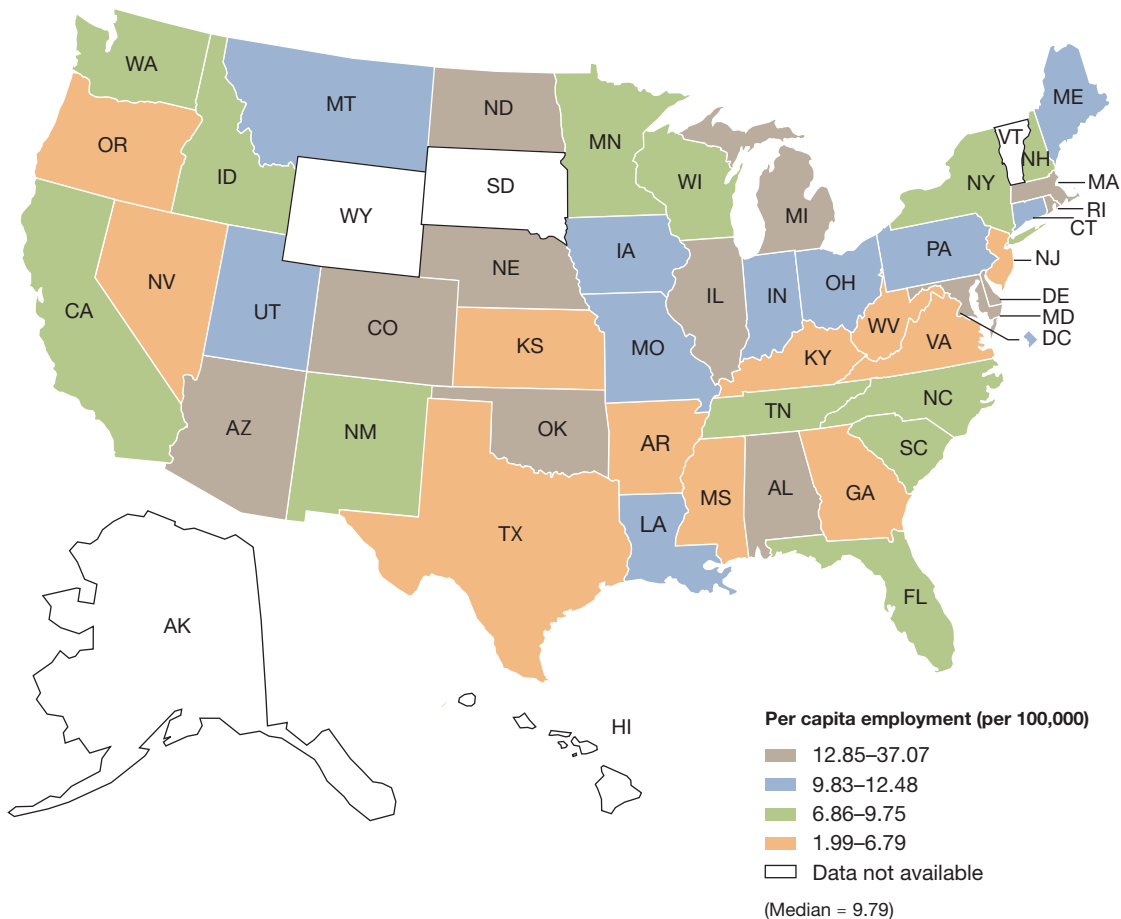 WA
MT
ND
ME
OR
MN
VT
NH
ID
WI
NY
MA
SD
WY
MI
RI
CT
IA
PA
NE
NJ
NV
OH
IL
IN
UT
DE
CA
CO
MD
WV
DC
KS
MO
VA
KY
NC
TN
AZ
NM
OK
AR
SC
AL
GA
MS
LA
TX
FL
AK
HI
Per capita employment (per 100,000)
12.85–37.07
9.83–12.48
6.86–9.75
1.99–6.79
Data not available
(Median = 9.79)